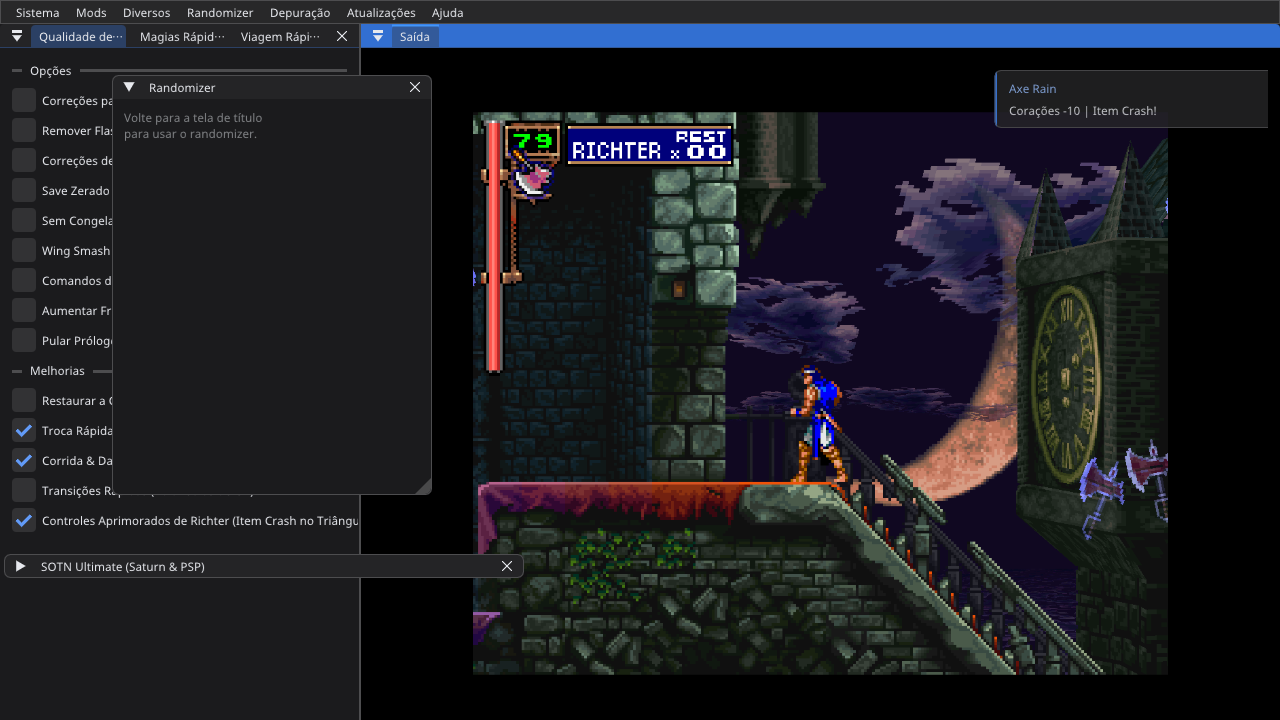 Sistema Mods Diversos Randomizer Depuração Atualizações Ajuda
Qualidade de··· Magias Rápid··· Viagem Rápi···
Saída
Opções
Correções pa
Remover Flas
Correções de
Save Zerado
Sem Congela
Wing Smash
Comandos d
Aumentar Fr
Pular Prólog
Melhorias
Restaurar a
Troca Rápida
Corrida & Da
Transições
Controles Aprimorados de Richter (Item Crash no Triângu
Randomizer
Volte para a tela de título
para usar o randomizer.
SOTN Ultimate (Saturn & PSP)
79
REST
RICHTER x 00
Axe Rain
Corações -10 | Item Crash!